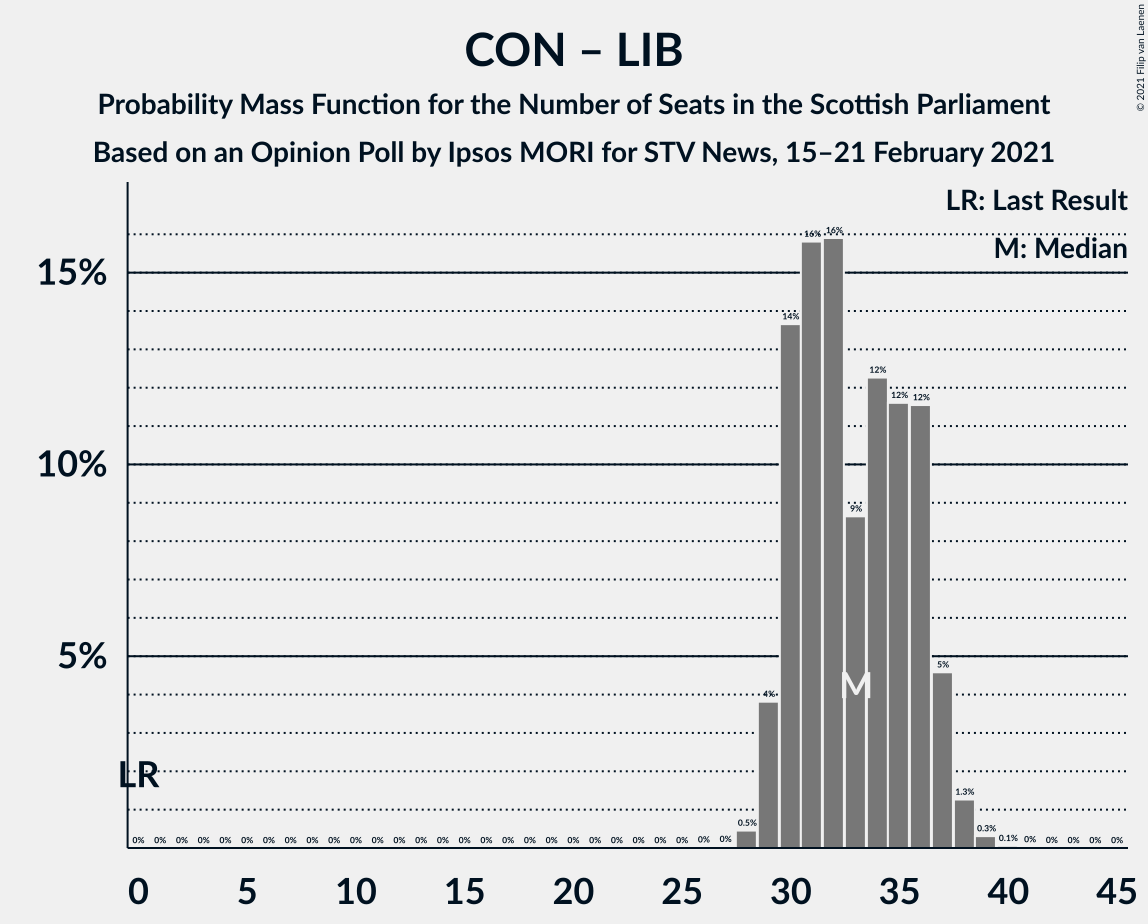 CON – LIB
Probability Mass Function for the Number of Seats in the Scottish Parliament
Based on an Opinion Poll by Ipsos MORI for STV News, 15–21 February 2021
© 2021 Filip van Laenen
LR: Last Result
M: Median
15%
10%
5%
LR
M
0% 0% 0% 0% 0% 0% 0% 0% 0% 0% 0% 0% 0% 0% 0% 0% 0% 0% 0% 0% 0% 0% 0% 0% 0% 0% 0% 0% 0.5% 4% 14% 16% 16% 9% 12% 12% 12% 5% 1.3% 0.3% 0.1% 0% 0% 0% 0% 0%
0 5 10 15 20 25 30 35 40 45